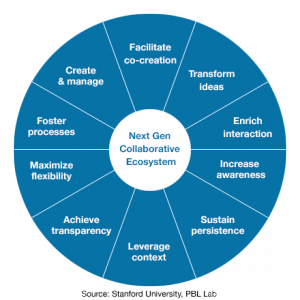 Facilitate
co-creation
Transform
ideas
Enrich
interaction
Increase
awareness
Sustain
persistence
Leverage
context
Achieve
transparency
Maximize
flexibility
Foster
processes
Create
& manage
Next Gen
Collaborative
Ecosystem
Source: Stanford University, PBL Lab